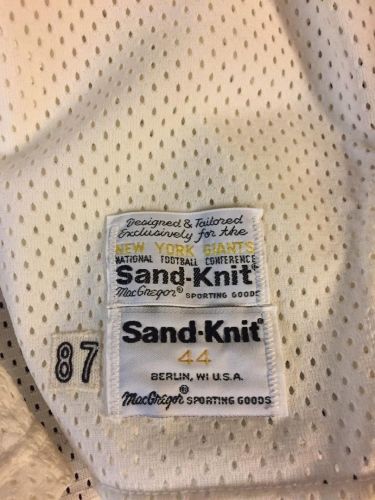 Designed & Tailored
Exclusively for the
NEW YORK GIANTS
NATIONAL FOOTBALL CONFERENCE
Sand-Knit®
MacGregor® SPORTING GOODS
87
Sand-Knit®
44
BERLIN, WI U.S.A.
MacGregor® SPORTING GOODS